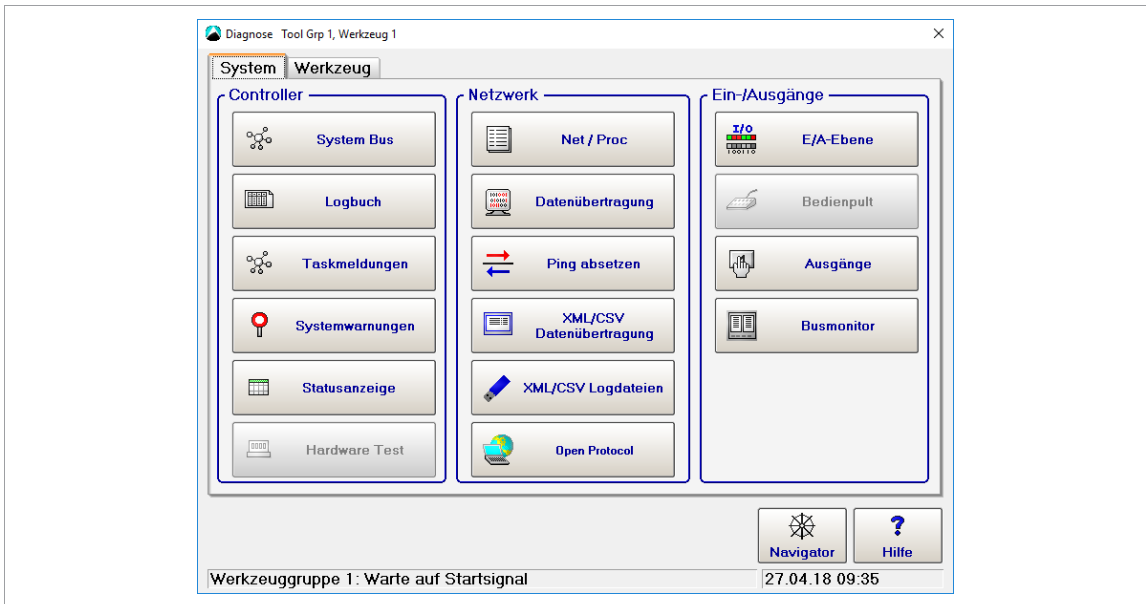 Diagnose Tool Grp 1, Werkzeug 1
System Werkzeug
Controller
System Bus
Logbuch
Taskmeldungen
Systemwarnungen
Statusanzeige
Hardware Test
Netzwerk
Net / Proc
Datenübertragung
Ping absetzen
XML/CSV
Datenübertragung
XML/CSV Logdateien
Open Protocol
Ein-/Ausgänge
I/O
100110
E/A-Ebene
Bedienpult
Ausgänge
Busmonitor
Navigator
? Hilfe
Werkzeuggruppe 1: Warte auf Startsignal
27.04.18 09:35